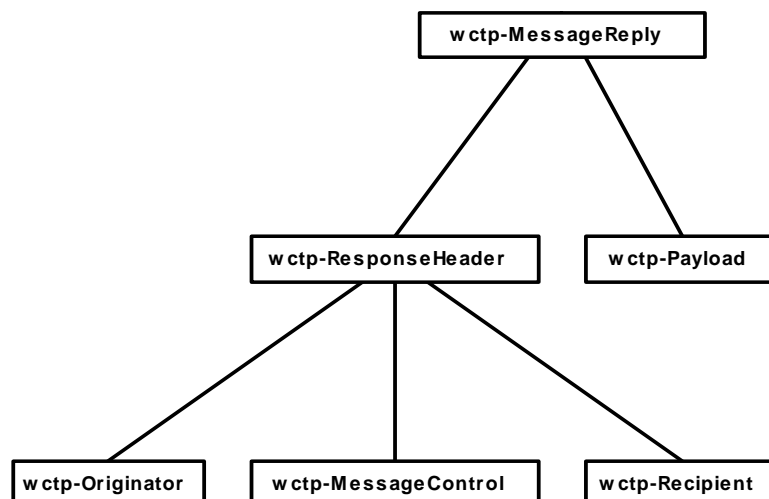 wctp-MessageReply
wctp-ResponseHeader
wctp-Payload
wctp-Originator
wctp-MessageControl
wctp-Recipient